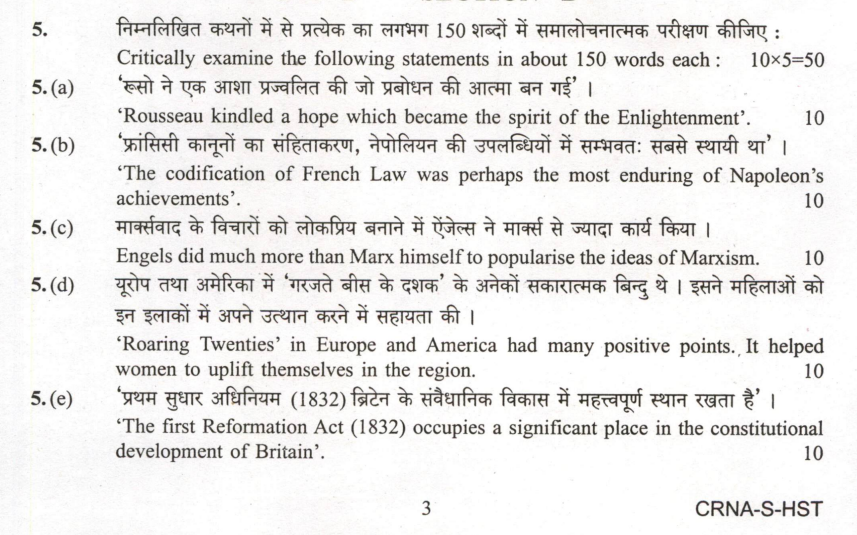 5. निम्नलिखित कथनों में से प्रत्येक का लगभग 150 शब्दों में समालोचनात्मक परीक्षण कीजिए :
Critically examine the following statements in about 150 words each : 10×5=50
5. (a) 'रूसो ने एक आशा प्रज्वलित की जो प्रबोधन की आत्मा बन गई' ।
'Rousseau kindled a hope which became the spirit of the Enlightenment'. 10
5. (b) 'फ्रांसिसी कानूनों का संहिताकरण, नेपोलियन की उपलब्धियों में सम्भवतः सबसे स्थायी था' ।
'The codification of French Law was perhaps the most enduring of Napoleon's
achievements'. 10
5. (c) मार्क्सवाद के विचारों को लोकप्रिय बनाने में ऐंजेल्स ने मार्क्स से ज्यादा कार्य किया ।
Engels did much more than Marx himself to popularise the ideas of Marxism. 10
5. (d) यूरोप तथा अमेरिका में 'गरजते बीस के दशक' के अनेकों सकारात्मक बिन्दु थे । इसने महिलाओं को
इन इलाकों में अपने उत्थान करने में सहायता की ।
'Roaring Twenties' in Europe and America had many positive points. It helped
women to uplift themselves in the region. 10
5. (e) 'प्रथम सुधार अधिनियम (1832) ब्रिटेन के संवैधानिक विकास में महत्त्वपूर्ण स्थान रखता है' ।
'The first Reformation Act (1832) occupies a significant place in the constitutional
development of Britain'. 10
3 CRNA-S-HST